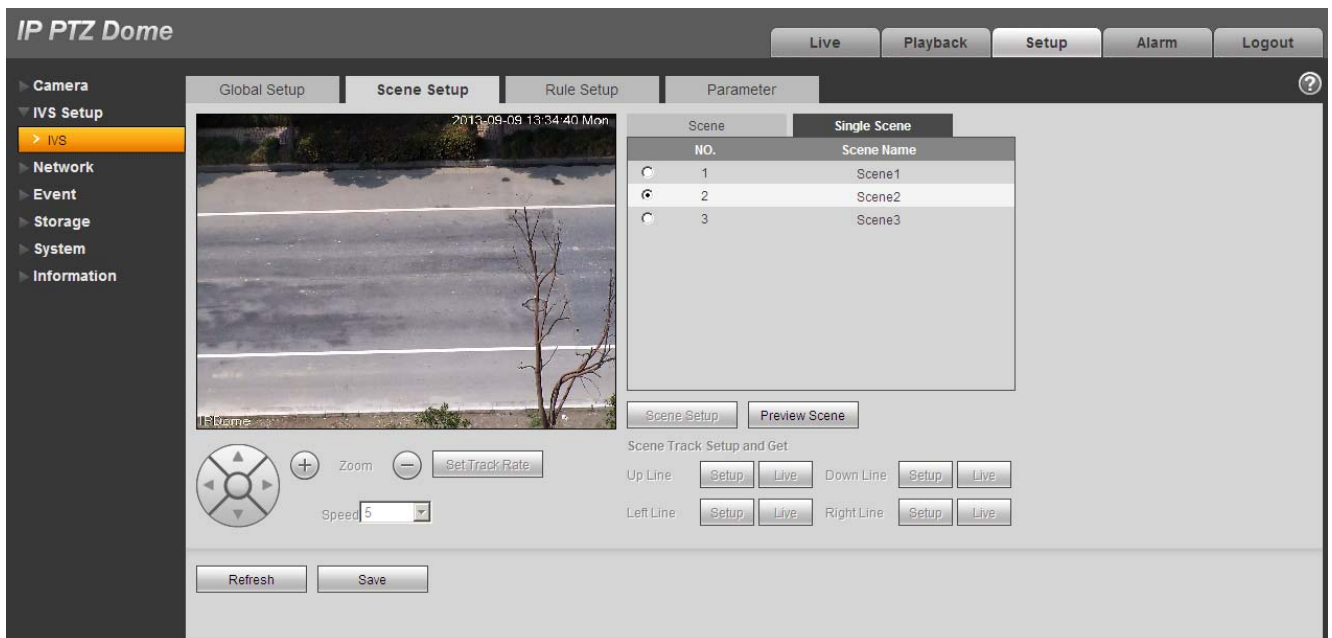 IP PTZ Dome
Live Playback Setup Alarm Logout
Camera
IVS Setup
IVS
Network
Event
Storage
System
Information
Global Setup Scene Setup Rule Setup Parameter
?
2013-09-09 13:34:40 Mon
IPDome
Scene Single Scene
NO. Scene Name
1 Scene1
2 Scene2
3 Scene3
Scene Setup Preview Scene
Scene Track Setup and Get
Up Line Setup Live Down Line Setup Live
Left Line Setup Live Right Line Setup Live
Zoom Set Track Rate
Speed 5
Refresh Save